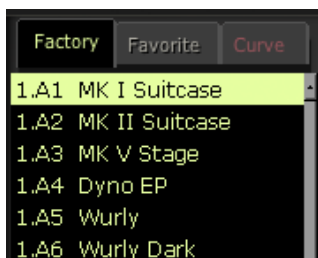 Factory Favorite Curve
1.A1 MK I Suitcase
1.A2 MK II Suitcase
1.A3 MK V Stage
1.A4 Dyno EP
1.A5 Wurly
1.A6 Wurly Dark